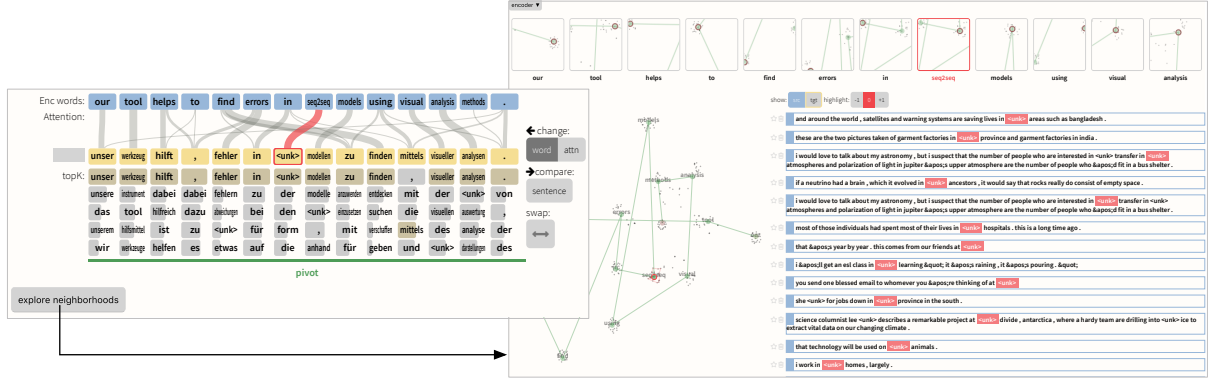 encoder ▼
our tool helps to find errors in seq2seq models using visual analysis
Enc words: our tool helps to find errors in seq2seq models using visual analysis methods .
Attention:
unser werkzeug hilft , fehler in <unk> modellen zu finden mittels visueller analysen .
topK: unser werkzeug hilft , fehler in <unk> modellen zu finden , visueller analysen .
unsere instrument dabei dabei fehlern zu der modelle anzuwenden entdecken mit der <unk> von
das tool hilfreich dazu abweichungen bei den <unk> einzusetzen suchen die visuellen auswertung ,
unserem hilfsmittel ist zu <unk> für form , mit verschaffen mittels des analyse der
wir werkzeuge helfen es etwas auf die anhand für geben und <unk> darstellungen des
pivot
explore neighborhoods
change:
word attn
compare:
sentence
swap:
models
analysis
errors
tool
seq2seq
visual
using
find
show: src tgt highlight: -1 0 +1
and around the world , satellites and warning systems are saving lives in <unk> areas such as bangladesh .
these are the two pictures taken of garment factories in <unk> province and garment factories in india .
i would love to talk about my astronomy , but i suspect that the number of people who are interested in <unk> transfer in <unk>
atmospheres and polarization of light in jupiter &apos;s upper atmosphere are the number of people who &apos;d fit in a bus shelter .
if a neutrino had a brain , which it evolved in <unk> ancestors , it would say that rocks really do consist of empty space .
i would love to talk about my astronomy , but i suspect that the number of people who are interested in <unk> transfer in <unk>
atmospheres and polarization of light in jupiter &apos;s upper atmosphere are the number of people who &apos;d fit in a bus shelter .
most of those individuals had spent most of their lives in <unk> hospitals . this is a long time ago .
that &apos;s year by year . this comes from our friends at <unk>
i &apos;ll get an esl class in <unk> learning &quot; it &apos;s raining , it &apos;s pouring . &quot;
you send one blessed email to whomever you &apos;re thinking of at <unk>
she <unk> for jobs down in <unk> province in the south .
science columnist lee <unk> describes a remarkable project at <unk> divide , antarctica , where a hardy team are drilling into <unk> ice to
extract vital data on our changing climate .
that technology will be used on <unk> animals .
i work in <unk> homes , largely .